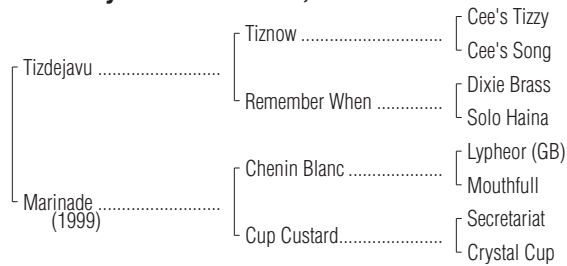 Cee's Tizzy
Tiznow
Cee's Song
Tizdejavu
Dixie Brass
Remember When
Solo Haina
Lypheor (GB)
Chenin Blanc
Mouthfull
Marinade
(1999)
Secretariat
Cup Custard
Crystal Cup